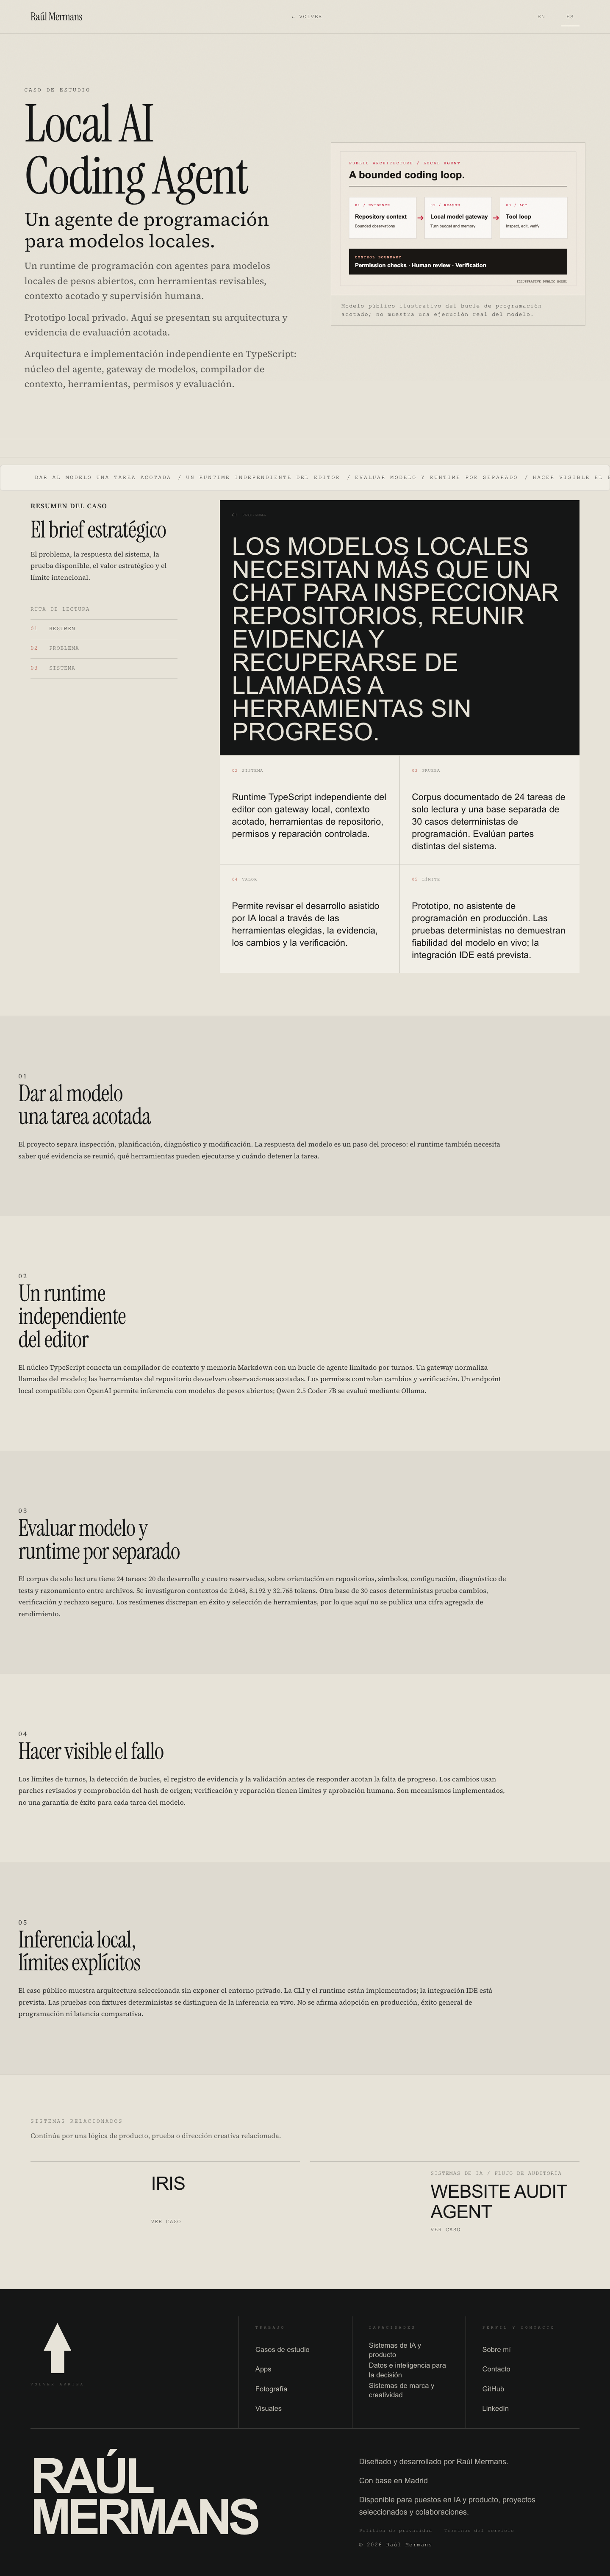 Raúl Mermans
← VOLVER
EN
ES
CASO DE ESTUDIO
Local AI
Coding Agent
Un agente de programación
para modelos locales.
Un runtime de programación con agentes para modelos
locales de pesos abiertos, con herramientas revisables,
contexto acotado y supervisión humana.
Prototipo local privado. Aquí se presentan su arquitectura y
evidencia de evaluación acotada.
Arquitectura e implementación independiente en TypeScript:
núcleo del agente, gateway de modelos, compilador de
contexto, herramientas, permisos y evaluación.
PUBLIC ARCHITECTURE / LOCAL AGENT
A bounded coding loop.
01 / EVIDENCE
Repository context
Bounded observations
02 / REASON
Local model gateway
Turn budget and memory
03 / ACT
Tool loop
Inspect, edit, verify
CONTROL BOUNDARY
Permission checks · Human review · Verification
ILLUSTRATIVE PUBLIC MODEL
Modelo público ilustrativo del bucle de programación
acotado; no muestra una ejecución real del modelo.
DAR AL MODELO UNA TAREA ACOTADA / UN RUNTIME INDEPENDIENTE DEL EDITOR / EVALUAR MODELO Y RUNTIME POR SEPARADO / HACER VISIBLE EL
RESUMEN DEL CASO
El brief estratégico
El problema, la respuesta del sistema, la
prueba disponible, el valor estratégico y el
límite intencional.
RUTA DE LECTURA
01 RESUMEN
02 PROBLEMA
03 SISTEMA
01 PROBLEMA
LOS MODELOS LOCALES
NECESITAN MÁS QUE UN
CHAT PARA INSPECCIONAR
REPOSITORIOS, REUNIR
EVIDENCIA Y
RECUPERARSE DE
LLAMADAS A
HERRAMIENTAS SIN
PROGRESO.
02 SISTEMA
Runtime TypeScript independiente del
editor con gateway local, contexto
acotado, herramientas de repositorio,
permisos y reparación controlada.
03 PRUEBA
Corpus documentado de 24 tareas de
solo lectura y una base separada de
30 casos deterministas de
programación. Evalúan partes
distintas del sistema.
04 VALOR
Permite revisar el desarrollo asistido
por IA local a través de las
herramientas elegidas, la evidencia,
los cambios y la verificación.
05 LÍMITE
Prototipo, no asistente de
programación en producción. Las
pruebas deterministas no demuestran
fiabilidad del modelo en vivo; la
integración IDE está prevista.
01
Dar al modelo
una tarea acotada
El proyecto separa inspección, planificación, diagnóstico y modificación. La respuesta del modelo es un paso del proceso: el runtime también necesita
saber qué evidencia se reunió, qué herramientas pueden ejecutarse y cuándo detener la tarea.
02
Un runtime
independiente
del editor
El núcleo TypeScript conecta un compilador de contexto y memoria Markdown con un bucle de agente limitado por turnos. Un gateway normaliza
llamadas del modelo; las herramientas del repositorio devuelven observaciones acotadas. Los permisos controlan cambios y verificación. Un endpoint
local compatible con OpenAI permite inferencia con modelos de pesos abiertos; Qwen 2.5 Coder 7B se evaluó mediante Ollama.
03
Evaluar modelo y
runtime por separado
El corpus de solo lectura tiene 24 tareas: 20 de desarrollo y cuatro reservadas, sobre orientación en repositorios, símbolos, configuración, diagnóstico de
tests y razonamiento entre archivos. Se investigaron contextos de 2.048, 8.192 y 32.768 tokens. Otra base de 30 casos deterministas prueba cambios,
verificación y rechazo seguro. Los resúmenes discrepan en éxito y selección de herramientas, por lo que aquí no se publica una cifra agregada de
rendimiento.
04
Hacer visible el fallo
Los límites de turnos, la detección de bucles, el registro de evidencia y la validación antes de responder acotan la falta de progreso. Los cambios usan
parches revisados y comprobación del hash de origen; verificación y reparación tienen límites y aprobación humana. Son mecanismos implementados,
no una garantía de éxito para cada tarea del modelo.
05
Inferencia local,
límites explícitos
El caso público muestra arquitectura seleccionada sin exponer el entorno privado. La CLI y el runtime están implementados; la integración IDE está
prevista. Las pruebas con fixtures deterministas se distinguen de la inferencia en vivo. No se afirma adopción en producción, éxito general de
programación ni latencia comparativa.
SISTEMAS RELACIONADOS
Continúa por una lógica de producto, prueba o dirección creativa relacionada.
IRIS
VER CASO
SISTEMAS DE IA / FLUJO DE AUDITORÍA
WEBSITE AUDIT
AGENT
VER CASO
VOLVER ARRIBA
TRABAJO
Casos de estudio
Apps
Fotografía
Visuales
CAPACIDADES
Sistemas de IA y
producto
Datos e inteligencia para
la decisión
Sistemas de marca y
creatividad
PERFIL Y CONTACTO
Sobre mí
Contacto
GitHub
LinkedIn
RAÚL
MERMANS
Diseñado y desarrollado por Raúl Mermans.
Con base en Madrid
Disponible para puestos en IA y producto, proyectos
seleccionados y colaboraciones.
Política de privacidad Términos del servicio
© 2026 Raúl Mermans